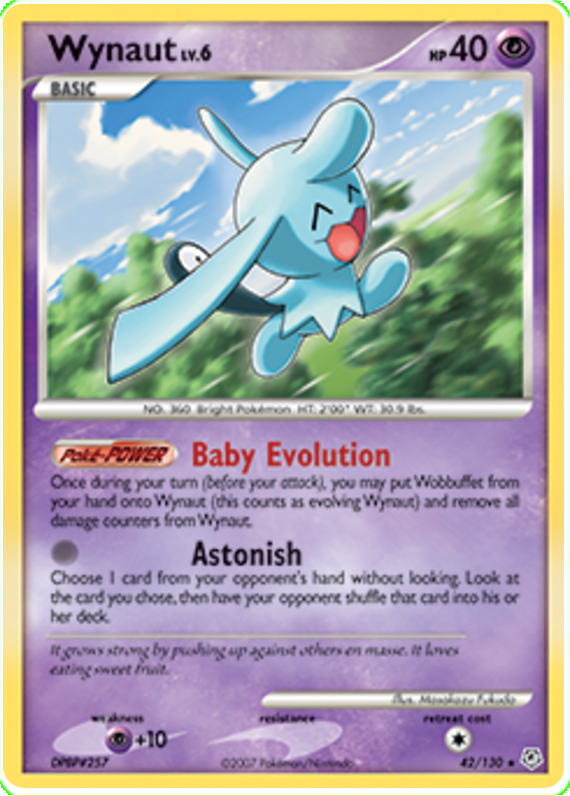 Wynaut LV.6 HP 40
BASIC
NO. 360 Bright Pokémon HT: 2'00" WT: 30.9 lbs.
Poké-POWER Baby Evolution
Once during your turn (before your attack), you may put Wobbuffet from
your hand onto Wynaut (this counts as evolving Wynaut) and remove all
damage counters from Wynaut.
Astonish
Choose 1 card from your opponent's hand without looking. Look at
the card you chose, then have your opponent shuffle that card into his or
her deck.
It grows strong by pushing up against others en masse. It loves
eating sweet fruit.
Illus. Masakazu Fukuda
weakness resistance retreat cost
+10
DPBP#257 ©2007 Pokémon/Nintendo 42/130 ★